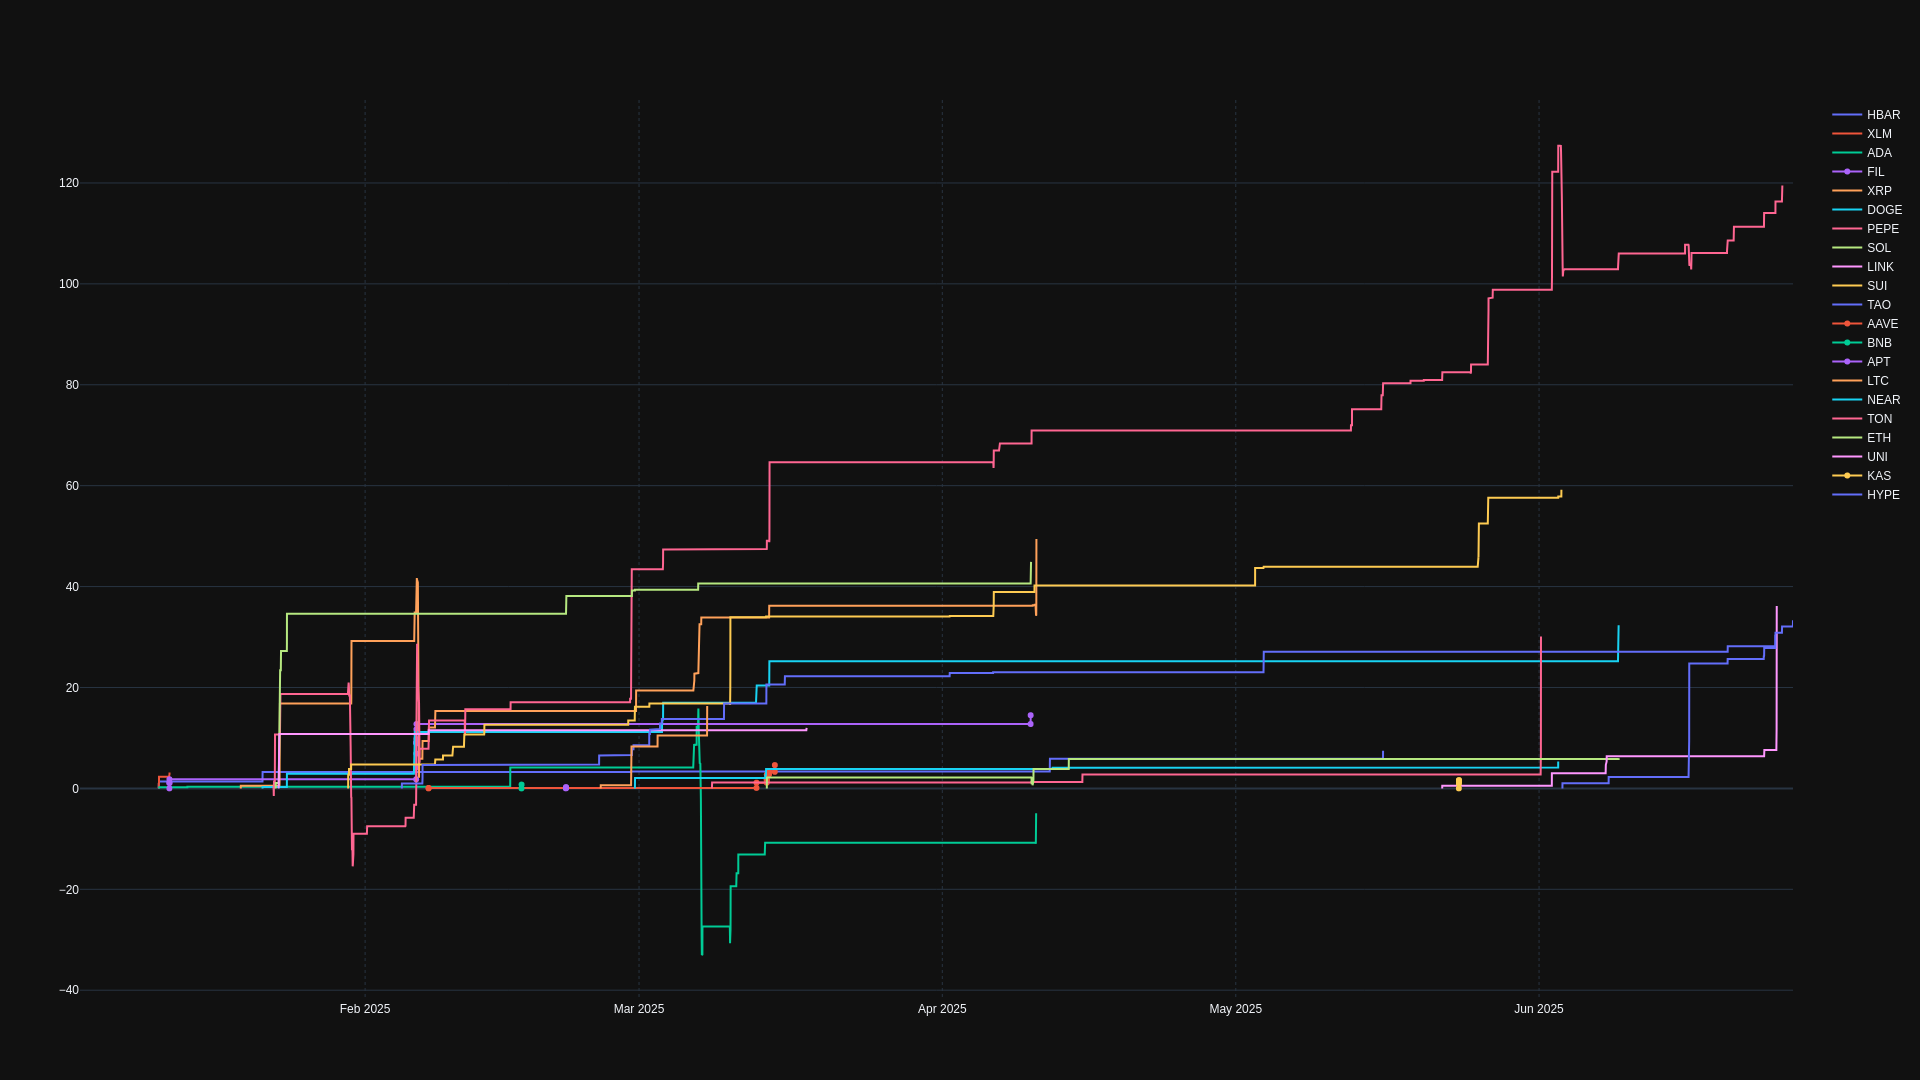 120
100
80
60
40
20
0
−20
−40
Feb 2025
Mar 2025
Apr 2025
May 2025
Jun 2025
HBAR
XLM
ADA
FIL
XRP
DOGE
PEPE
SOL
LINK
SUI
TAO
AAVE
BNB
APT
LTC
NEAR
TON
ETH
UNI
KAS
HYPE